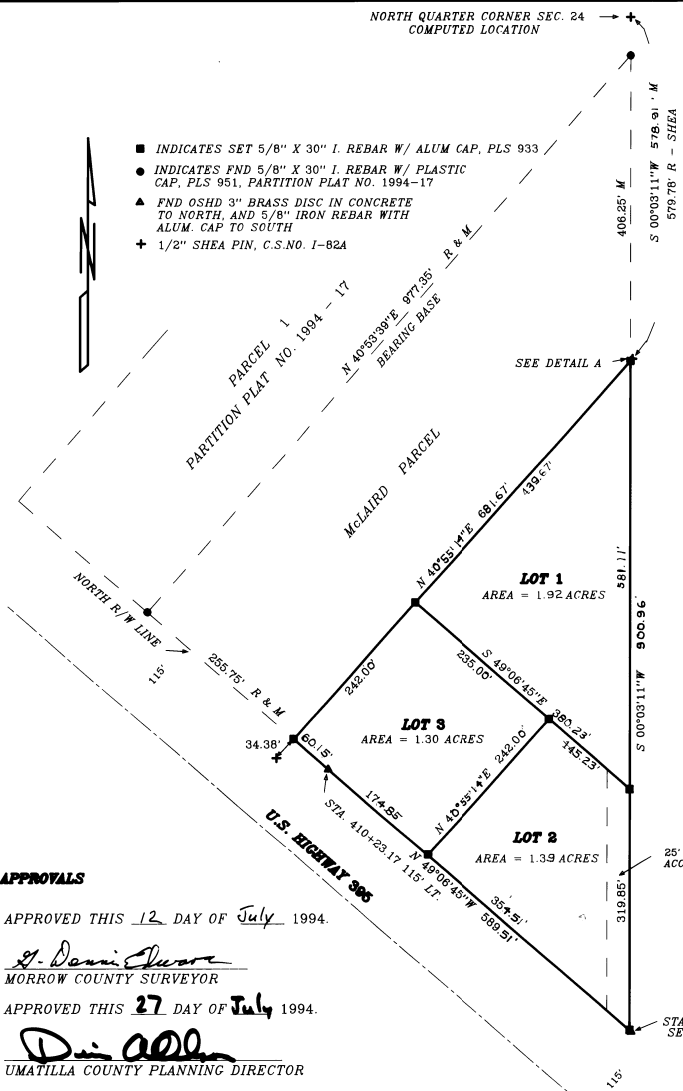 NORTH QUARTER CORNER SEC. 24
COMPUTED LOCATION
S 00°03'11"W 578.91' M
579.78' R - SHEA
406.25' M
■ INDICATES SET 5/8" X 30" I. REBAR W/ ALUM CAP, PLS 933
● INDICATES FND 5/8" X 30" I. REBAR W/ PLASTIC
CAP, PLS 951, PARTITION PLAT NO. 1994-17
▲ FND OSHD 3" BRASS DISC IN CONCRETE
TO NORTH, AND 5/8" IRON REBAR WITH
ALUM. CAP TO SOUTH
+ 1/2" SHEA PIN, C.S.NO. I-82A
N
PARCEL 1
PARTITION PLAT NO. 1994 - 17
N 40°53'39"E 977.35' R & M
BEARING BASE
SEE DETAIL A
McLAIRD PARCEL
N 40°55'14"E 681.67'
439.67'
581.11'
LOT 1
AREA = 1.92 ACRES
S 00°03'11"W 900.96'
NORTH R/W LINE
115'
255.75' R & M
242.00'
S 49°06'45"E 380.23'
235.00'
145.23'
34.38'
60.15'
LOT 3
AREA = 1.30 ACRES
N 40°55'14"E 242.00'
STA. 410+23.17 115' LT.
174.85'
U.S. HIGHWAY 395
LOT 2
AREA = 1.39 ACRES
25'
ACC
N 49°06'45"W 589.51'
354.51'
319.85'
STA
SE
115'
APPROVALS
APPROVED THIS 12 DAY OF July 1994.
MORROW COUNTY SURVEYOR
APPROVED THIS 27 DAY OF July 1994.
UMATILLA COUNTY PLANNING DIRECTOR